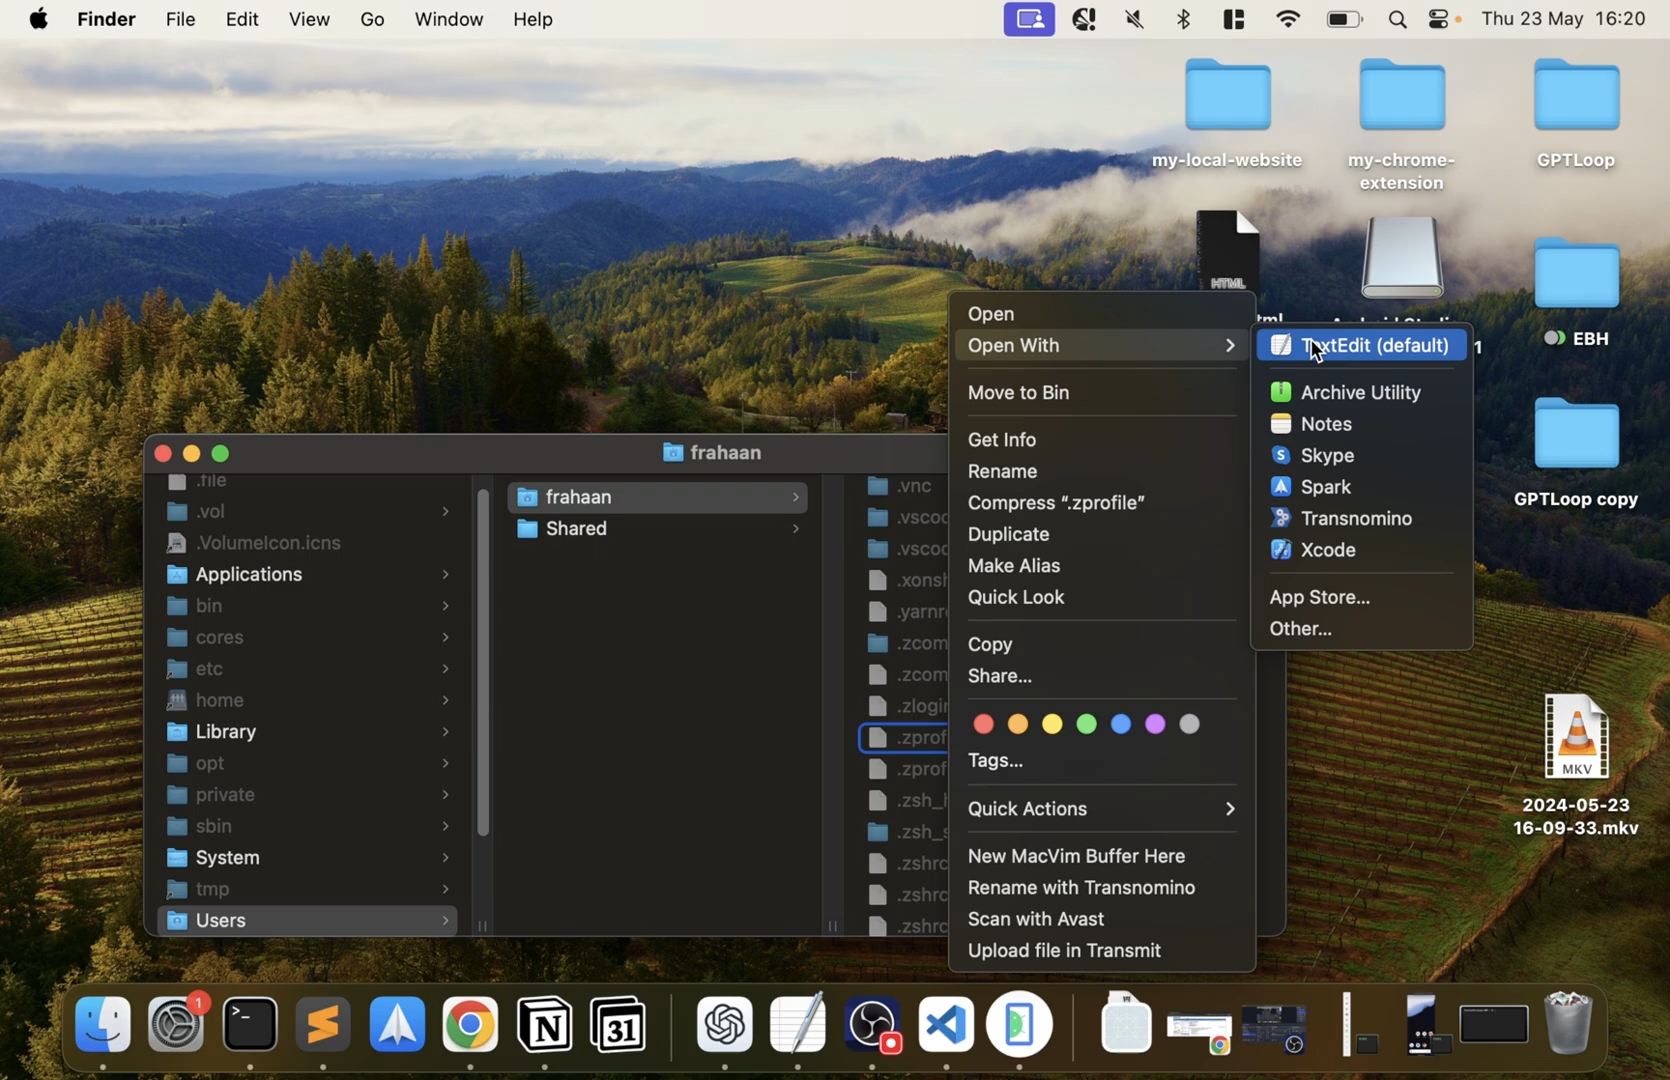 Finder File Edit View Go Window Help Thu 23 May 16:20
my-local-website
my-chrome-
extension
GPTLoop
HTML
EBH
GPTLoop copy
MKV
2024-05-23
16-09-33.mkv
frahaan
.file
.vol
.VolumeIcon.icns
Applications
bin
cores
etc
home
Library
opt
private
sbin
System
tmp
Users
frahaan
Shared
.vnc
Open
Open With
Move to Bin
Get Info
Rename
Compress “.zprofile”
Duplicate
Make Alias
Quick Look
Copy
Share...
Tags...
Quick Actions
New MacVim Buffer Here
Rename with Transnomino
Scan with Avast
Upload file in Transmit
TextEdit (default)
Archive Utility
Notes
Skype
Spark
Transnomino
Xcode
App Store...
Other...
1
31